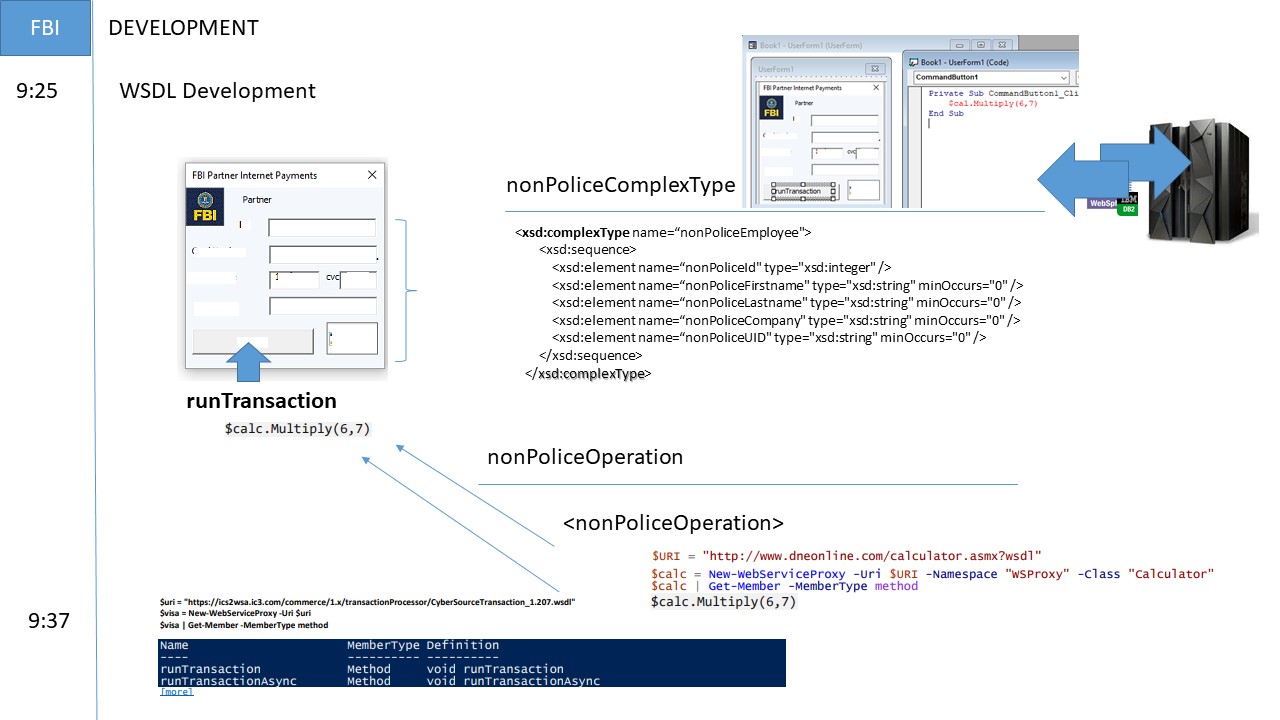 FBI
DEVELOPMENT
9:25
WSDL Development
Book1 - UserForm1 (UserForm)
UserForm1
FBI Partner Internet Payments
Partner
FBI
cvc
runTransaction
Book1 - UserForm1 (Code)
CommandButton1
Private Sub CommandButton1_Cli
$cal.Multiply(6,7)
End Sub
WebSph
IBM
DB2
FBI Partner Internet Payments
Partner
FBI
cvc
runTransaction
$calc.Multiply(6,7)
nonPoliceComplexType
<xsd:complexType name=“nonPoliceEmployee">
<xsd:sequence>
<xsd:element name=“nonPoliceId" type="xsd:integer" />
<xsd:element name=“nonPoliceFirstname" type="xsd:string" minOccurs="0" />
<xsd:element name=“nonPoliceLastname" type="xsd:string" minOccurs="0" />
<xsd:element name=“nonPoliceCompany" type="xsd:string" minOccurs="0" />
<xsd:element name=“nonPoliceUID" type="xsd:string" minOccurs="0" />
</xsd:sequence>
</xsd:complexType>
nonPoliceOperation
<nonPoliceOperation>
$URI = "http://www.dneonline.com/calculator.asmx?wsdl"
$calc = New-WebServiceProxy -Uri $URI -Namespace "WSProxy" -Class "Calculator"
$calc | Get-Member -MemberType method
$calc.Multiply(6,7)
9:37
$uri = "https://ics2wsa.ic3.com/commerce/1.x/transactionProcessor/CyberSourceTransaction_1.207.wsdl"
$visa = New-WebServiceProxy -Uri $uri
$visa | Get-Member -MemberType method
Name MemberType Definition
---- ---------- ----------
runTransaction Method void runTransaction
runTransactionAsync Method void runTransactionAsync
[more]